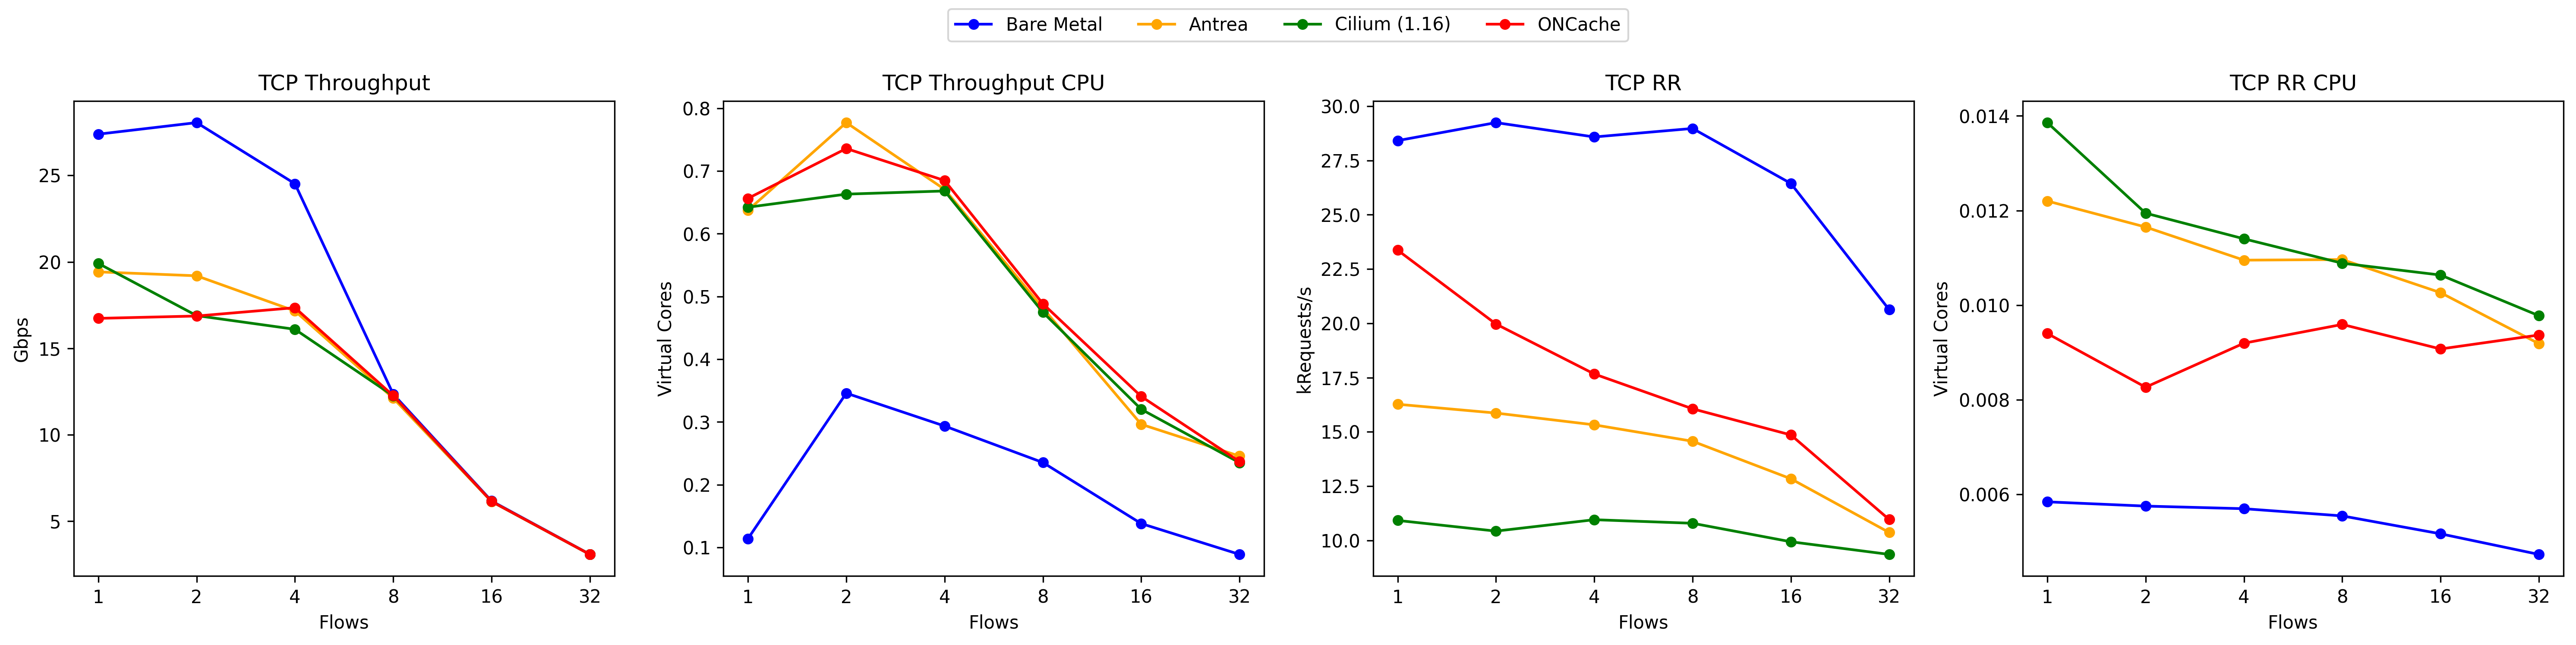 Bare Metal Antrea Cilium (1.16) ONCache
TCP Throughput
25
20
15
10
5
Gbps
1 2 4 8 16 32
Flows
TCP Throughput CPU
0.8
0.7
0.6
0.5
0.4
0.3
0.2
0.1
Virtual Cores
1 2 4 8 16 32
Flows
TCP RR
30.0
27.5
25.0
22.5
20.0
17.5
15.0
12.5
10.0
kRequests/s
1 2 4 8 16 32
Flows
TCP RR CPU
0.014
0.012
0.010
0.008
0.006
Virtual Cores
1 2 4 8 16 32
Flows